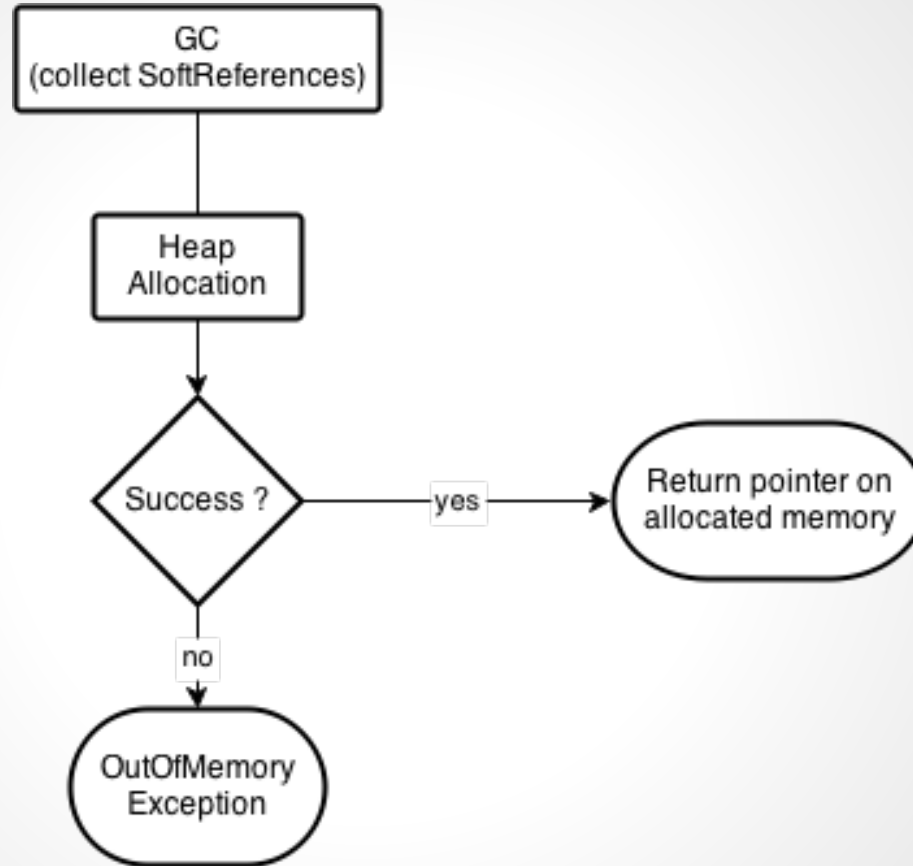 GC
(collect SoftReferences)
Heap
Allocation
Success ?
yes
Return pointer on
allocated memory
no
OutOfMemory
Exception